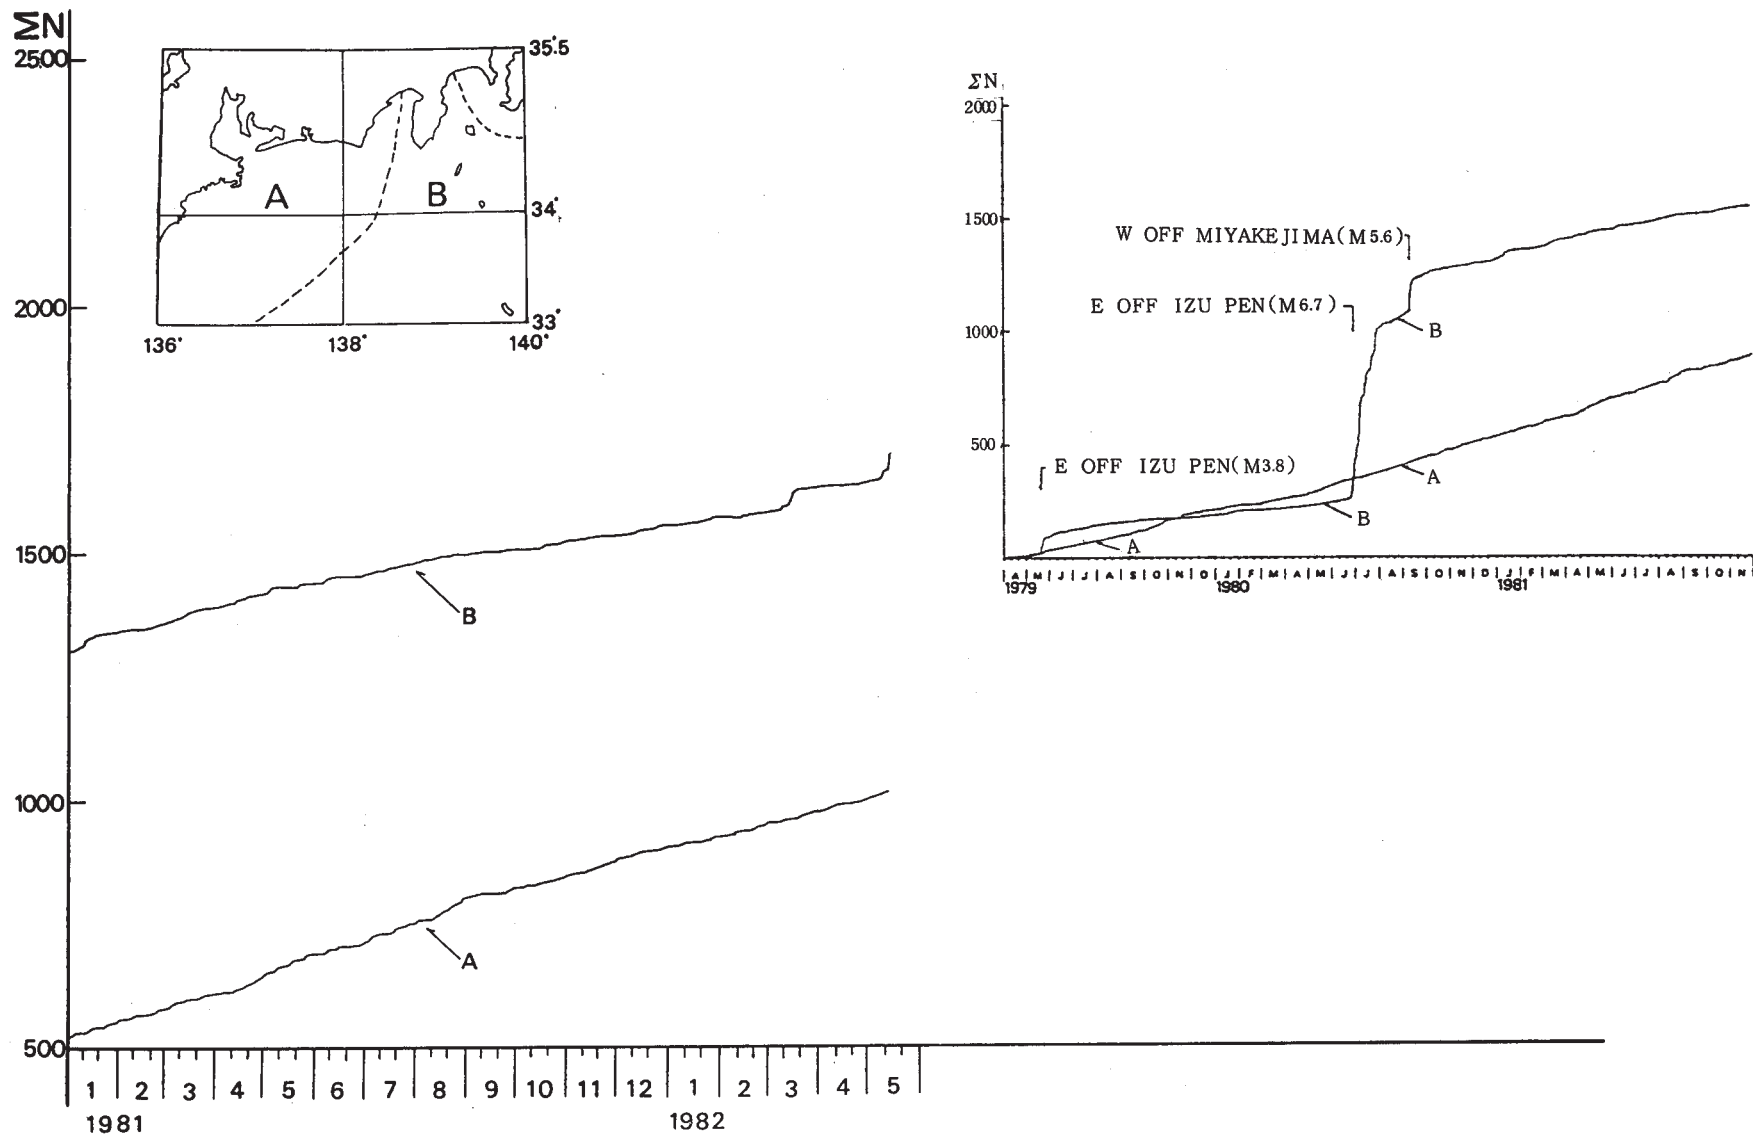 ΣN
2500
2000
1500
1000
500
35.5
34°
33°
136° 138° 140°
A B
B
A
1 2 3 4 5 6 7 8 9 10 11 12 1 2 3 4 5
1981 1982
ΣN
2000
1500
1000
500
W OFF MIYAKEJIMA(M5.6)
E OFF IZU PEN(M6.7)
B
E OFF IZU PEN(M3.8)
A
B
A
A M J J A S O N D J F M A M J J A S O N D J F M A M J J A S O N
1979 1980 1981